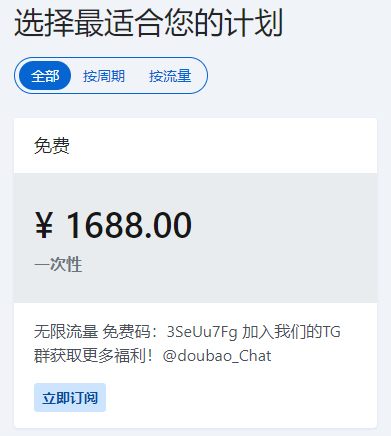 选择最适合您的计划
全部 按周期 按流量
免费
¥ 1688.00
一次性
无限流量 免费码：3SeUu7Fg 加入我们的TG
群获取更多福利！@doubao_Chat
立即订阅